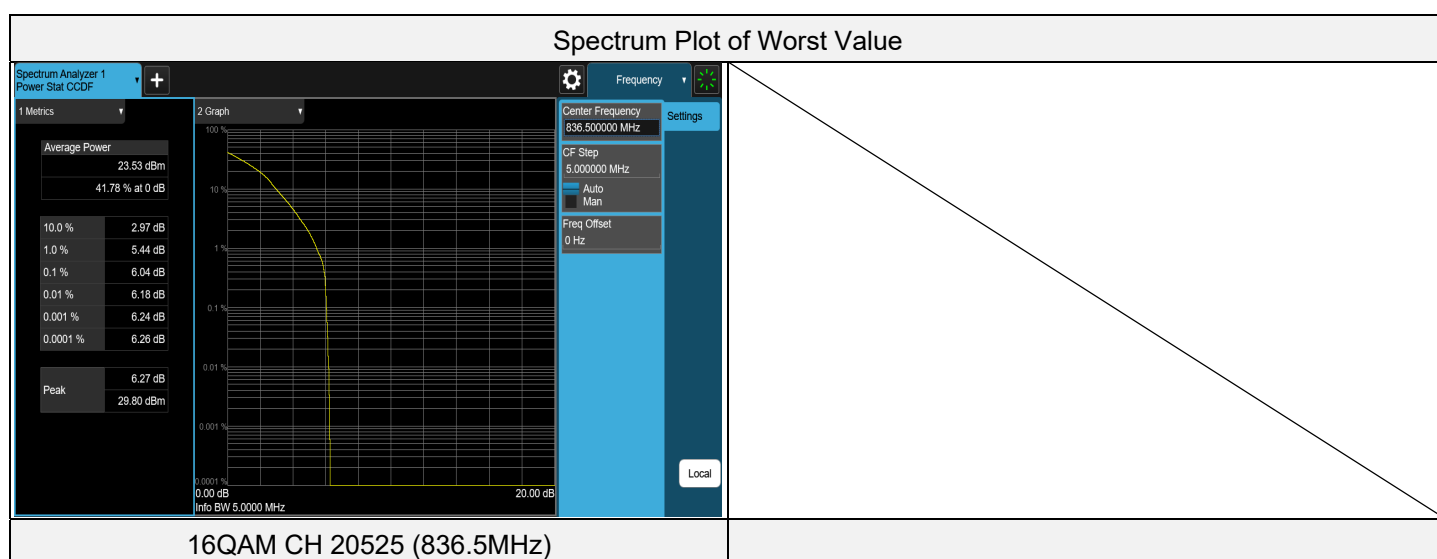 Spectrum Plot of Worst Value
Spectrum Analyzer 1
Power Stat CCDF
+
Frequency
1 Metrics
2 Graph
Center Frequency
836.500000 MHz
Settings
CF Step
5.000000 MHz
Auto
Man
Freq Offset
0 Hz
Average Power
23.53 dBm
41.78 % at 0 dB
10.0 % 2.97 dB
1.0 % 5.44 dB
0.1 % 6.04 dB
0.01 % 6.18 dB
0.001 % 6.24 dB
0.0001 % 6.26 dB
Peak 6.27 dB
29.80 dBm
100 %
10 %
1 %
0.1 %
0.01 %
0.001 %
0.0001 %
0.00 dB 20.00 dB
Info BW 5.0000 MHz
Local
16QAM CH 20525 (836.5MHz)